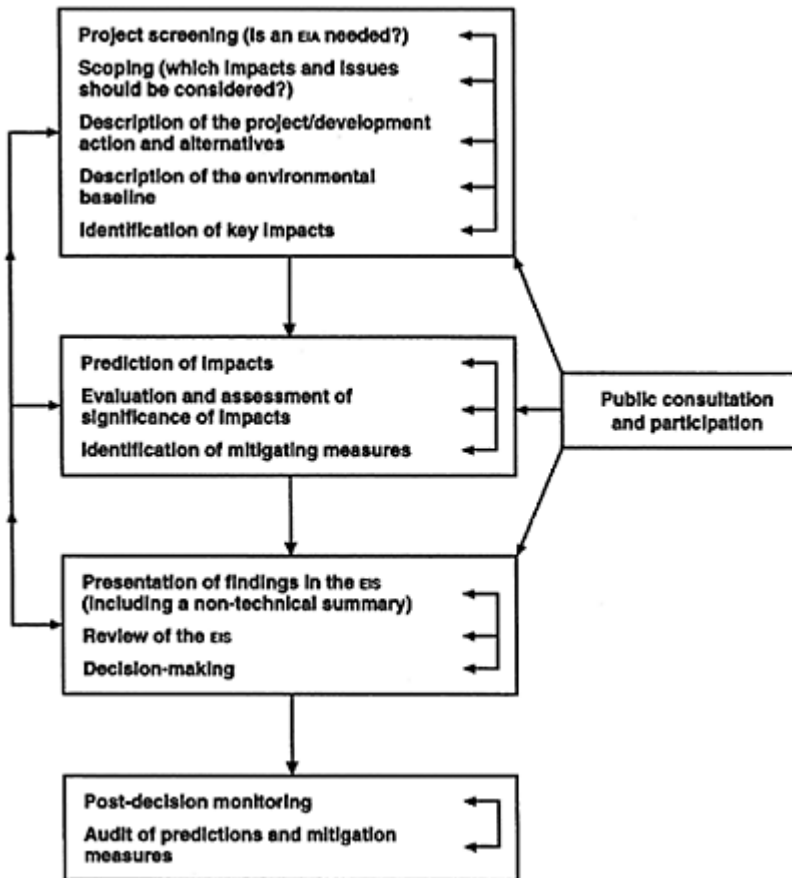 Project screening (is an EIA needed?)
Scoping (which impacts and issues
should be considered?)
Description of the project/development
action and alternatives
Description of the environmental
baseline
Identification of key impacts
Prediction of impacts
Evaluation and assessment of
significance of impacts
Identification of mitigating measures
Public consultation
and participation
Presentation of findings in the EIS
(including a non-technical summary)
Review of the EIS
Decision-making
Post-decision monitoring
Audit of predictions and mitigation
measures